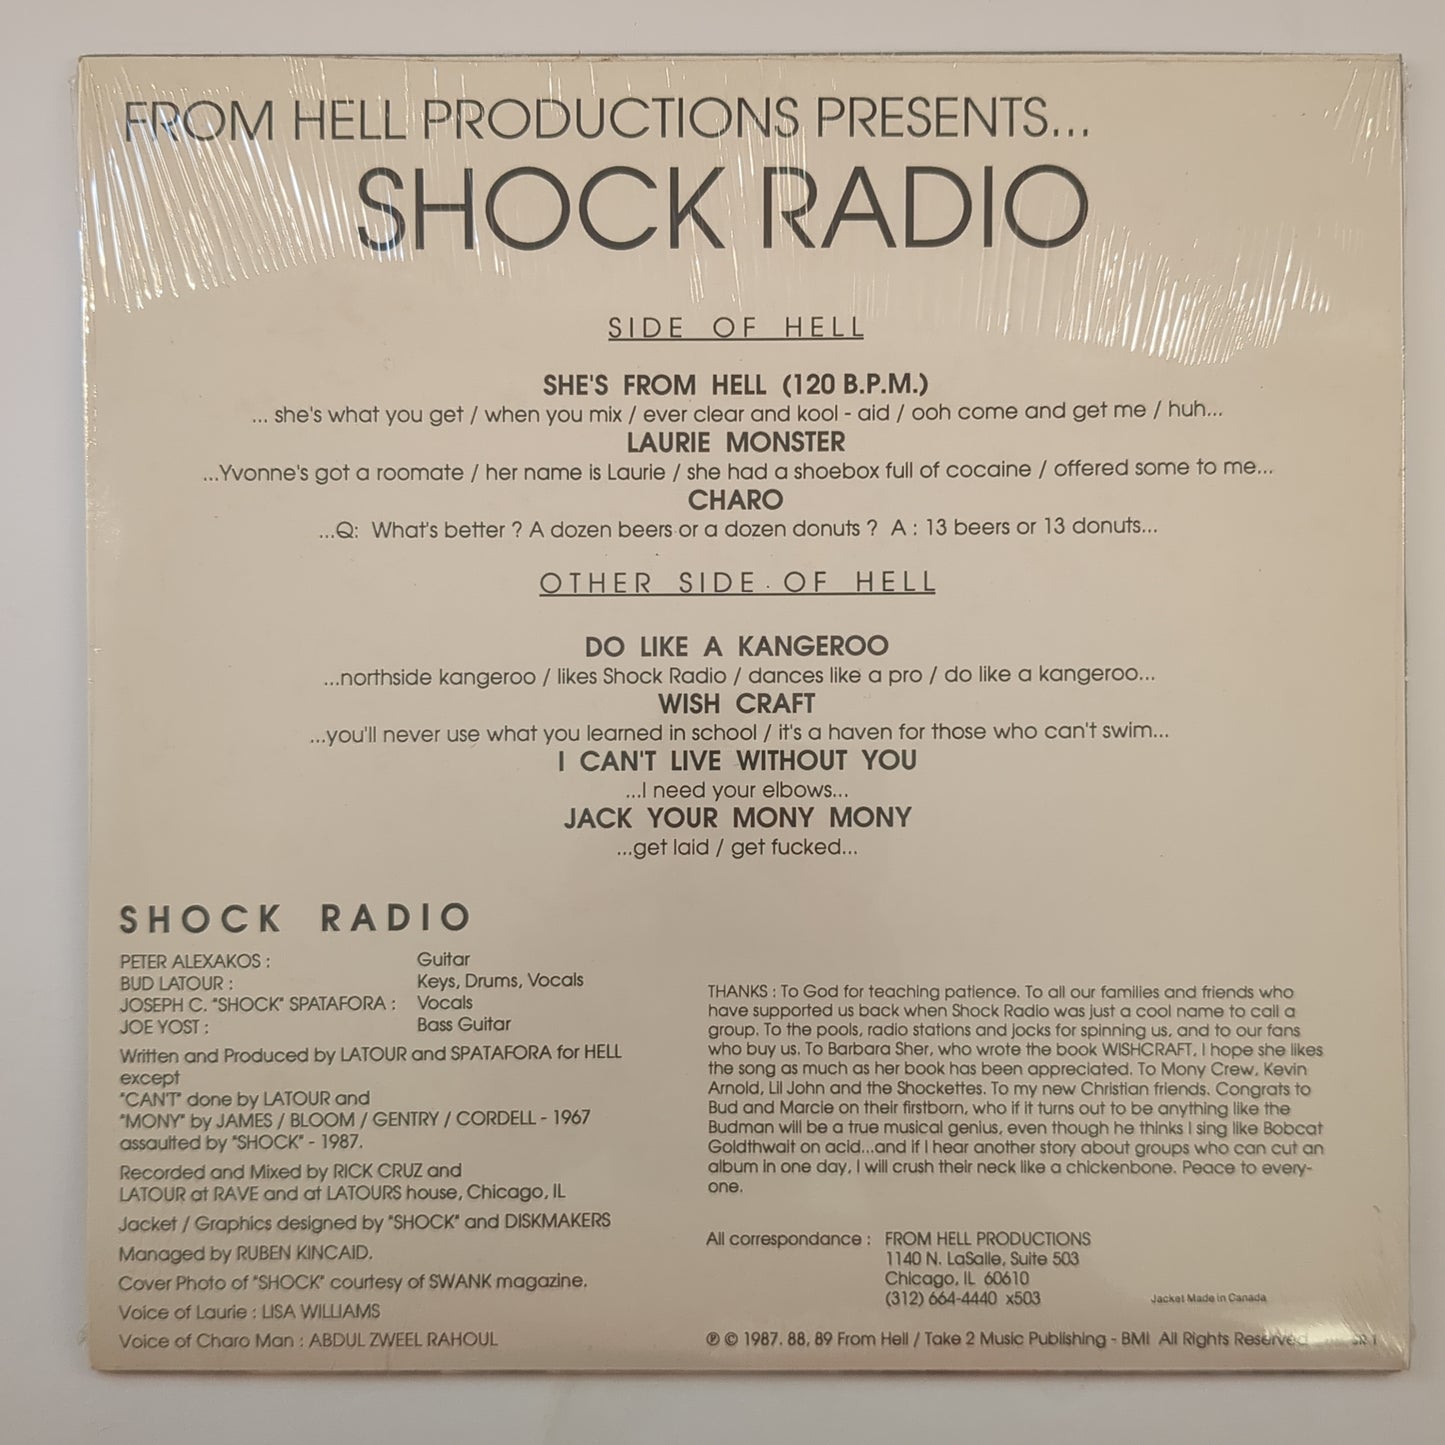 FROM HELL PRODUCTIONS PRESENTS...
SHOCK RADIO
SIDE OF HELL
SHE'S FROM HELL (120 B.P.M.)
... she's what you get / when you mix / ever clear and kool - aid / ooh come and get me / huh...
LAURIE MONSTER
...Yvonne's got a roomate / her name is Laurie / she had a shoebox full of cocaine / offered some to me...
CHARO
...Q: What's better ? A dozen beers or a dozen donuts ? A : 13 beers or 13 donuts...
OTHER SIDE OF HELL
DO LIKE A KANGEROO
...northside kangeroo / likes Shock Radio / dances like a pro / do like a kangeroo...
WISH CRAFT
...you'll never use what you learned in school / it's a haven for those who can't swim...
I CAN'T LIVE WITHOUT YOU
...I need your elbows...
JACK YOUR MONY MONY
...get laid / get fucked...
SHOCK RADIO
PETER ALEXAKOS : Guitar
BUD LATOUR : Keys, Drums, Vocals
JOSEPH C. "SHOCK" SPATAFORA : Vocals
JOE YOST : Bass Guitar
Written and Produced by LATOUR and SPATAFORA for HELL
except
"CAN'T" done by LATOUR and
"MONY" by JAMES / BLOOM / GENTRY / CORDELL - 1967
assaulted by "SHOCK" - 1987.
Recorded and Mixed by RICK CRUZ and
LATOUR at RAVE and at LATOURS house, Chicago, IL
Jacket / Graphics designed by "SHOCK" and DISKMAKERS
Managed by RUBEN KINCAID.
Cover Photo of "SHOCK" courtesy of SWANK magazine.
Voice of Laurie : LISA WILLIAMS
Voice of Charo Man : ABDUL ZWEEL RAHOUL
THANKS : To God for teaching patience. To all our families and friends who
have supported us back when Shock Radio was just a cool name to call a
group. To the pools, radio stations and jocks for spinning us, and to our fans
who buy us. To Barbara Sher, who wrote the book WISHCRAFT, I hope she likes
the song as much as her book has been appreciated. To Mony Crew, Kevin
Arnold, Lil John and the Shockettes. To my new Christian friends. Congrats to
Bud and Marcie on their firstborn, who if it turns out to be anything like the
Budman will be a true musical genius, even though he thinks I sing like Bobcat
Goldthwait on acid...and if I hear another story about groups who can cut an
album in one day, I will crush their neck like a chickenbone. Peace to every-
one.
All correspondance : FROM HELL PRODUCTIONS
1140 N. LaSalle, Suite 503
Chicago, IL 60610
(312) 664-4440 x503
Jacket Made in Canada
℗ © 1987, 88, 89 From Hell / Take 2 Music Publishing - BMI All Rights Reserved